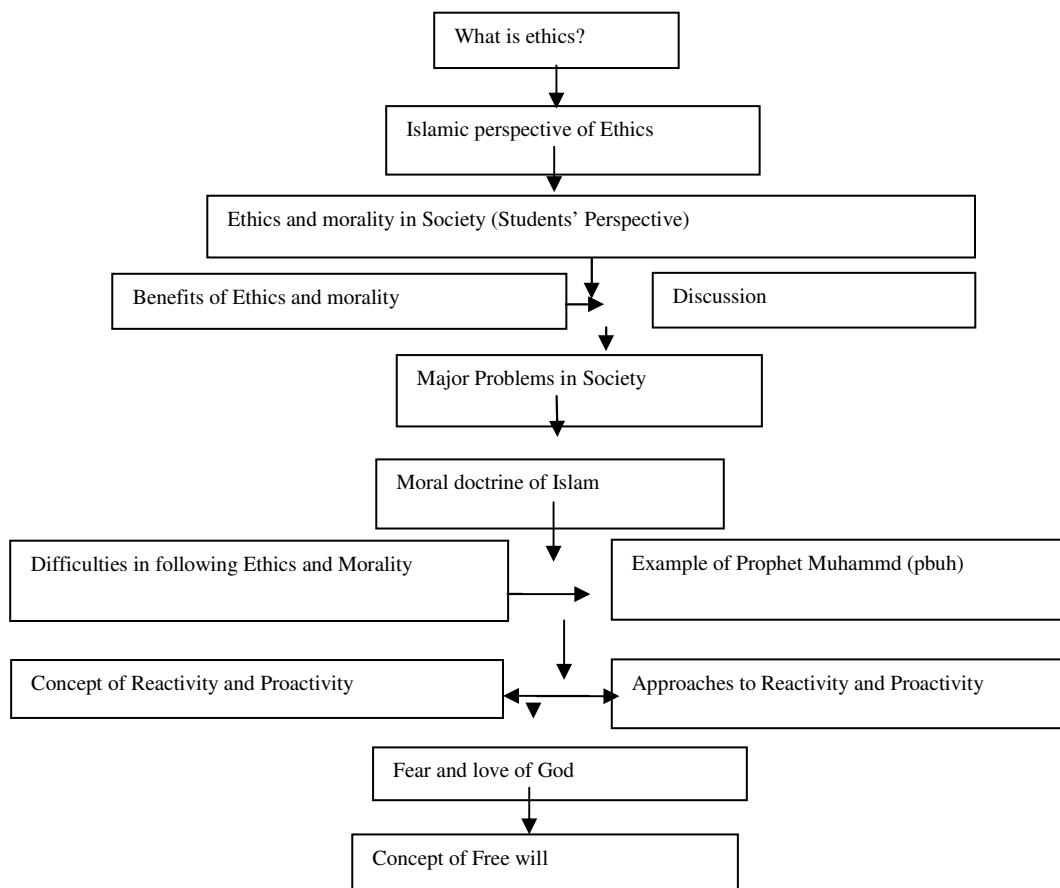 What is ethics?
Islamic perspective of Ethics
Ethics and morality in Society (Students’ Perspective)
Benefits of Ethics and morality
Discussion
Major Problems in Society
Moral doctrine of Islam
Difficulties in following Ethics and Morality
Example of Prophet Muhammd (pbuh)
Concept of Reactivity and Proactivity
Approaches to Reactivity and Proactivity
Fear and love of God
Concept of Free will